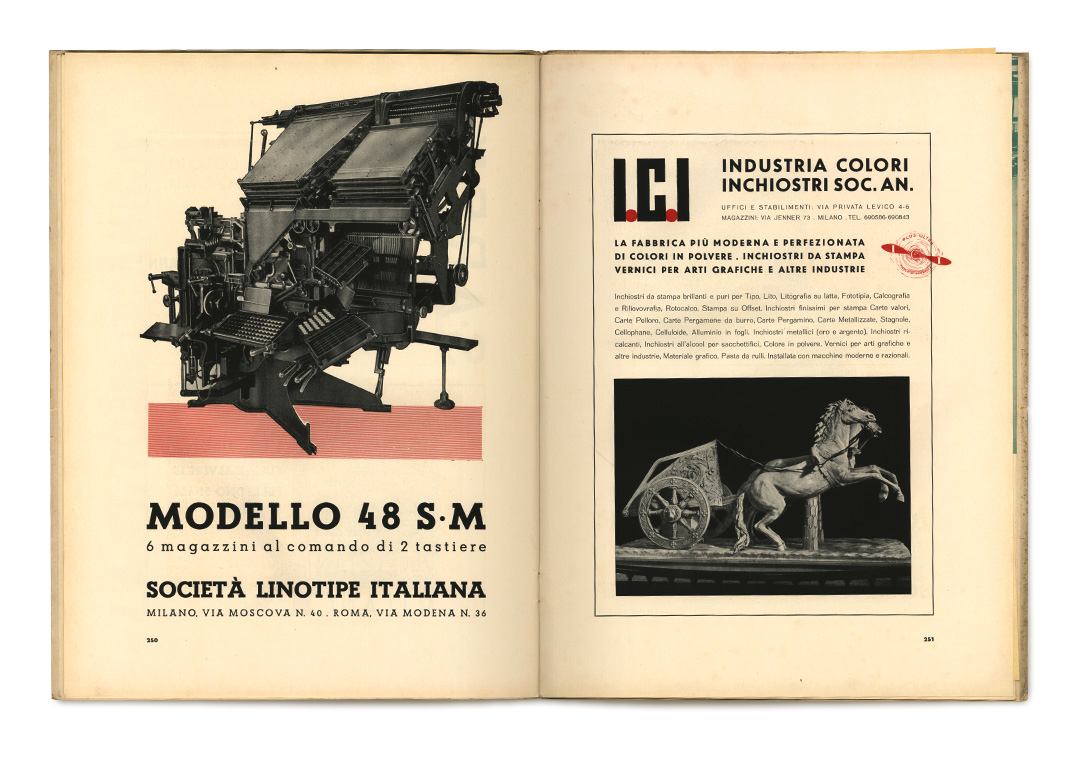 MODELLO 48 S·M
6 magazzini al comando di 2 tastiere
SOCIETÀ LINOTIPE ITALIANA
MILANO, VIA MOSCOVA N. 40 . ROMA, VIA MODENA N. 36
250
I.C.I
INDUSTRIA COLORI
INCHIOSTRI SOC. AN.
UFFICI E STABILIMENTI: VIA PRIVATA LEVICO 4-6
MAGAZZINI: VIA JENNER 73 . MILANO . TEL. 690586-690843
LA FABBRICA PIÙ MODERNA E PERFEZIONATA
DI COLORI IN POLVERE . INCHIOSTRI DA STAMPA
VERNICI PER ARTI GRAFICHE E ALTRE INDUSTRIE
PLUS ULTRA
Inchiostri da stampa brillanti e puri per Tipo, Lito, Litografia su latta, Fototipia, Calcografia
e Rilievografia, Rotocalco, Stampa su Offset. Inchiostri finissimi per stampa Carte valori,
Carte Pelloro, Carte Pergamene da burro, Carte Pergamino, Carte Metallizzate, Stagnole,
Cellophane, Celluloide, Alluminio in fogli. Inchiostri metallici (oro e argento). Inchiostri ri-
calcanti, Inchiostri all'alcool per sacchettifici, Colore in polvere, Vernici per arti grafiche e
altre industrie, Materiale grafico, Pasta da rulli. Installata con macchine moderne e razionali.
251